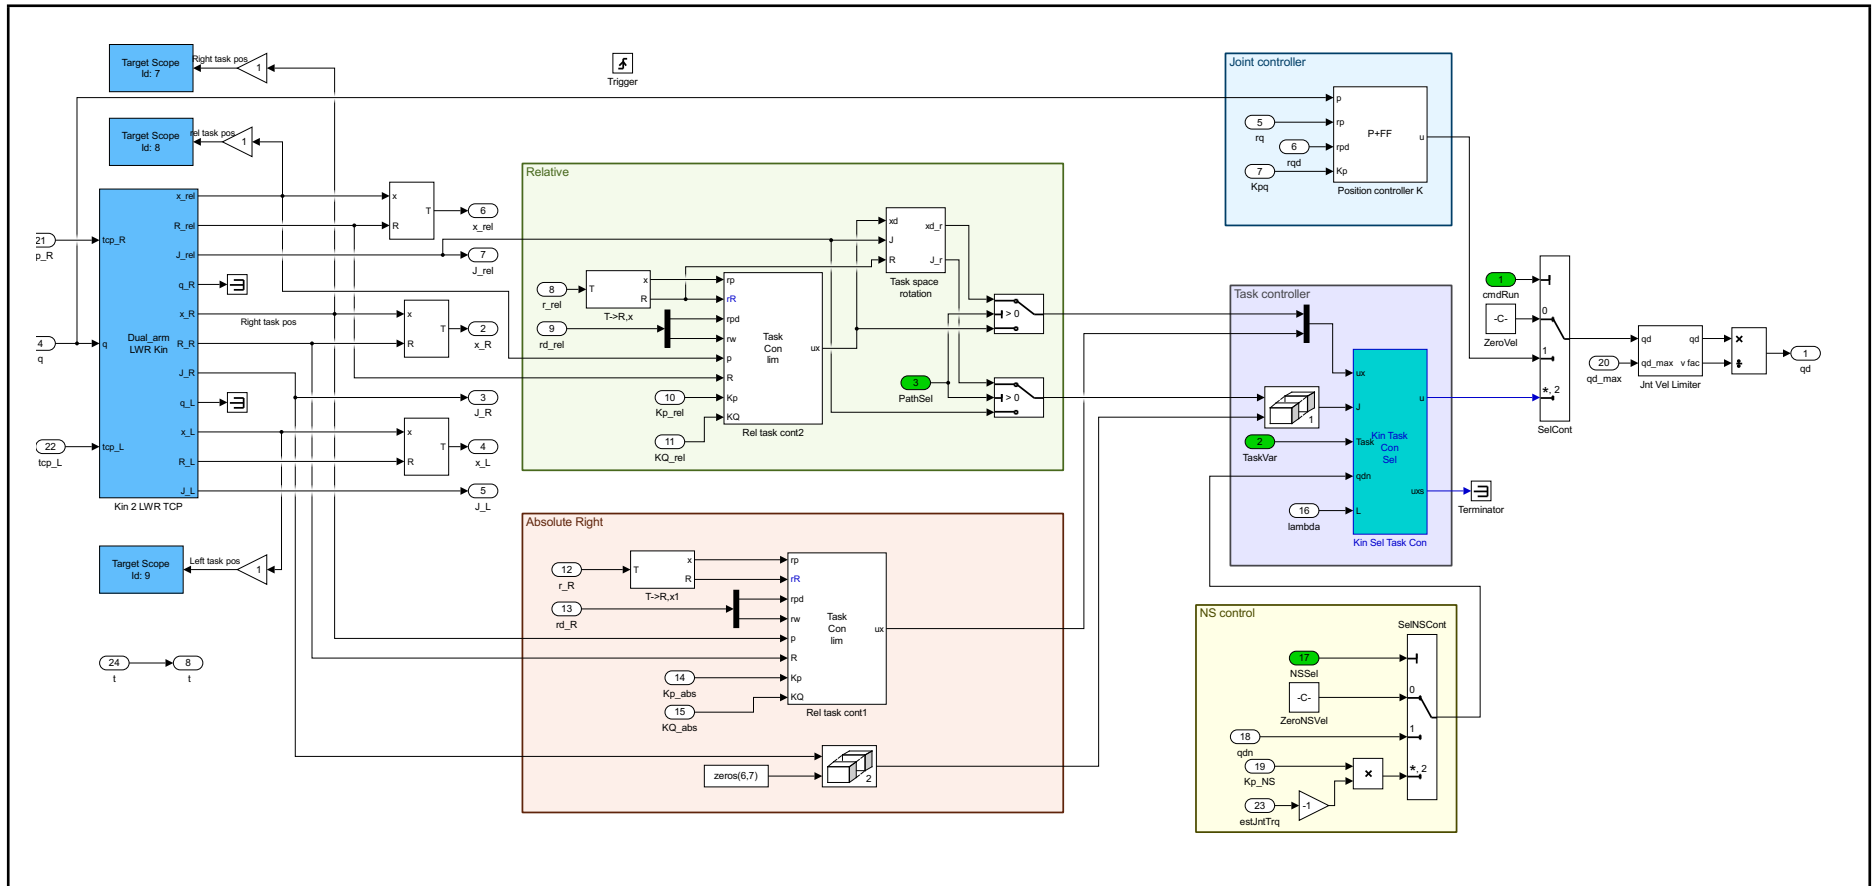 Target Scope
Id: 7
Right task pos
1
Trigger
Target Scope
Id: 8
rel task pos
1
Joint controller
p
rp
rpd
Kp
P+FF
u
Position controller K
5
rq
6
rqd
7
Kpq
21
p_R
4
q
22
tcp_L
tcp_R
q
tcp_L
Dual_arm
LWR Kin
x_rel
R_rel
J_rel
q_R
x_R
R_R
J_R
q_L
x_L
R_L
J_L
Kin 2 LWR TCP
Right task pos
x
R
T
6
x_rel
7
J_rel
x
R
T
2
x_R
3
J_R
x
R
T
4
x_L
5
J_L
Target Scope
Id: 9
Left task pos
1
24
t
8
t
Relative
8
r_rel
T
x
R
T->R,x
9
rd_rel
10
Kp_rel
11
KQ_rel
rp
rR
rpd
rw
p
R
Kp
KQ
Task
Con
lim
ux
Rel task cont2
xd
J
R
xd_r
J_r
Task space
rotation
3
PathSel
> 0
> 0
Absolute Right
12
r_R
T
x
R
T->R,x1
13
rd_R
14
Kp_abs
15
KQ_abs
rp
rR
rpd
rw
p
R
Kp
KQ
Task
Con
lim
ux
Rel task cont1
zeros(6,7)
2
Task controller
1
2
TaskVar
16
lambda
ux
J
Task
qdn
L
Kin Task
Con
Sel
u
uxs
Kin Sel Task Con
Terminator
1
cmdRun
-C-
ZeroVel
0
1
*, 2
SelCont
20
qd_max
qd
qd_max
qd
v fac
Jnt Vel Limiter
×
÷
1
qd
NS control
SelNSCont
17
NSSel
-C-
ZeroNSVel
18
qdn
19
Kp_NS
23
estJntTrq
-1
×
0
1
*, 2